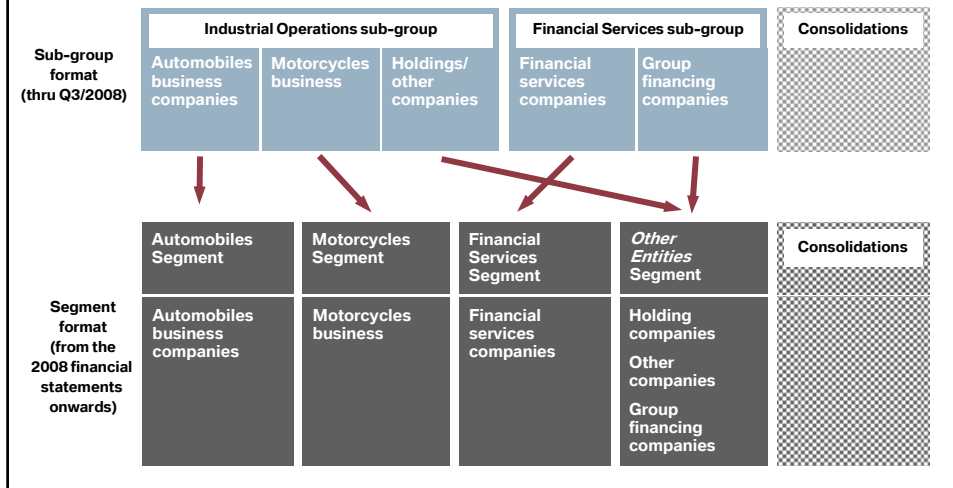 Industrial Operations sub-group
Financial Services sub-group
Consolidations
Sub-group
format
(thru Q3/2008)
Automobiles
business
companies
Motorcycles
business
Holdings/
other
companies
Financial
services
companies
Group
financing
companies
Automobiles
Segment
Motorcycles
Segment
Financial
Services
Segment
Other
Entities
Segment
Consolidations
Segment
format
(from the
2008 financial
statements
onwards)
Automobiles
business
companies
Motorcycles
business
Financial
services
companies
Holding
companies
Other
companies
Group
financing
companies